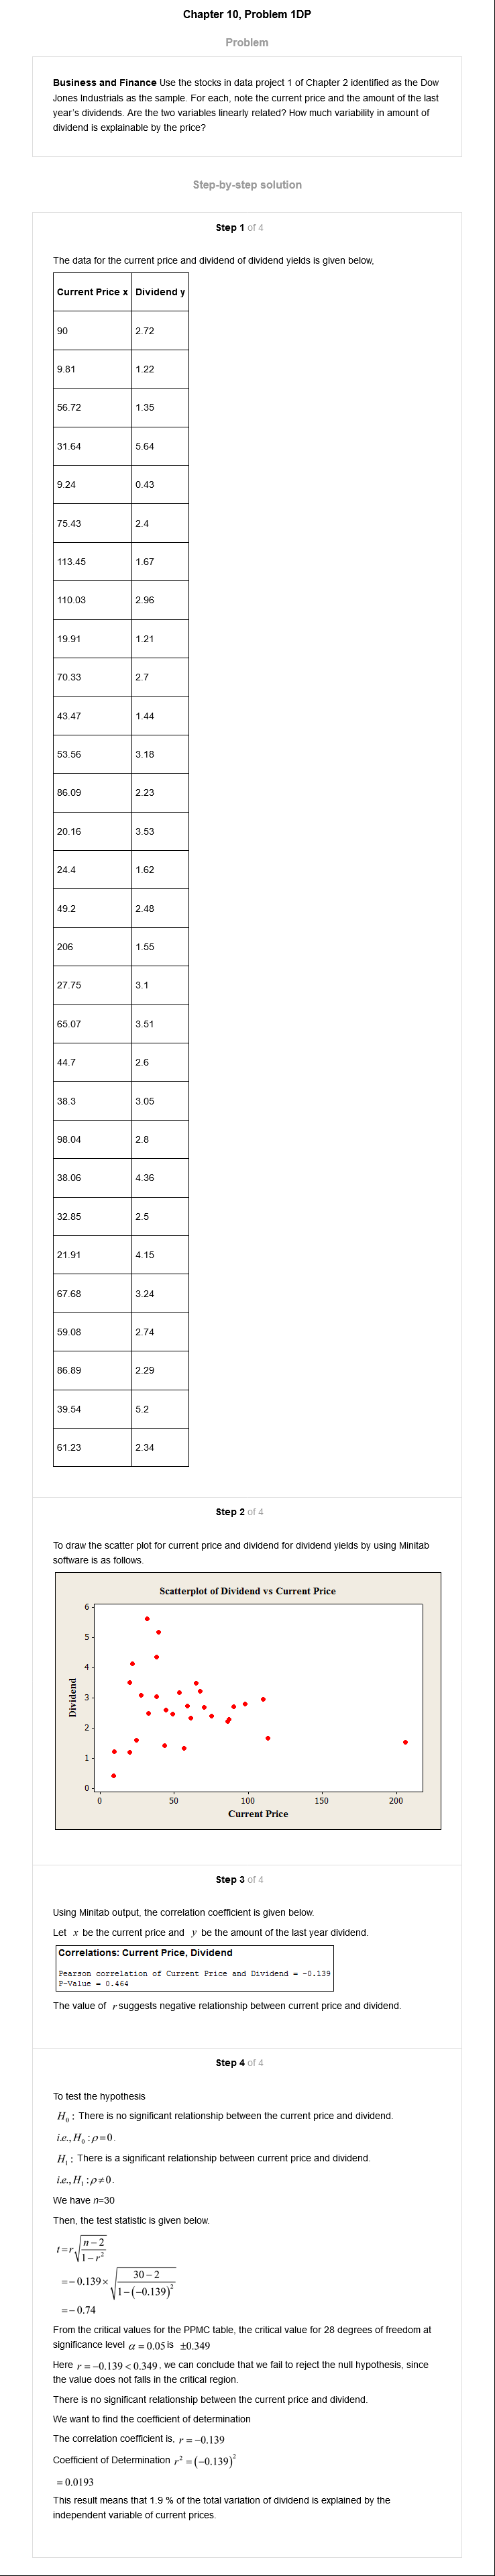 Chapter 10, Problem 1DP
Problem
Business and Finance Use the stocks in data project 1 of Chapter 2 identified as the Dow
Jones Industrials as the sample. For each, note the current price and the amount of the last
year's dividends. Are the two variables linearly related? How much variability in amount of
dividend is explainable by the price?
Step-by-step solution
Step 1 of 4
The data for the current price and dividend of dividend yields is given below,
Current Price x Dividend y
90 2.72
9.81 1.22
56.72 1.35
31.64 5.64
9.24 0.43
75.43 2.4
113.45 1.67
110.03 2.96
19.91 1.21
70.33 2.7
43.47 1.44
53.56 3.18
86.09 2.23
20.16 3.53
24.4 1.62
49.2 2.48
206 1.55
27.75 3.1
65.07 3.51
44.7 2.6
38.3 3.05
98.04 2.8
38.06 4.36
32.85 2.5
21.91 4.15
67.68 3.24
59.08 2.74
86.89 2.29
39.54 5.2
61.23 2.34
Step 2 of 4
To draw the scatter plot for current price and dividend for dividend yields by using Minitab
software is as follows.
Scatterplot of Dividend vs Current Price
6
5
4
3
2
1
0
Dividend
0 50 100 150 200
Current Price
Step 3 of 4
Using Minitab output, the correlation coefficient is given below.
Let x be the current price and y be the amount of the last year dividend.
Correlations: Current Price, Dividend
Pearson correlation of Current Price and Dividend = -0.139
P-Value = 0.464
The value of r suggests negative relationship between current price and dividend.
Step 4 of 4
To test the hypothesis
H₀ : There is no significant relationship between the current price and dividend.
i.e., H₀ : ρ = 0.
H₁ : There is a significant relationship between current price and dividend.
i.e., H₁ : ρ ≠ 0.
We have n=30
Then, the test statistic is given below.
t = r √((n − 2)/(1 − r²))
= − 0.139 × √((30 − 2)/(1 − (−0.139)²))
= − 0.74
From the critical values for the PPMC table, the critical value for 28 degrees of freedom at
significance level α = 0.05 is ±0.349
Here r = −0.139 < 0.349, we can conclude that we fail to reject the null hypothesis, since
the value does not falls in the critical region.
There is no significant relationship between the current price and dividend.
We want to find the coefficient of determination
The correlation coefficient is, r = −0.139
Coefficient of Determination r² = (−0.139)²
= 0.0193
This result means that 1.9 % of the total variation of dividend is explained by the
independent variable of current prices.